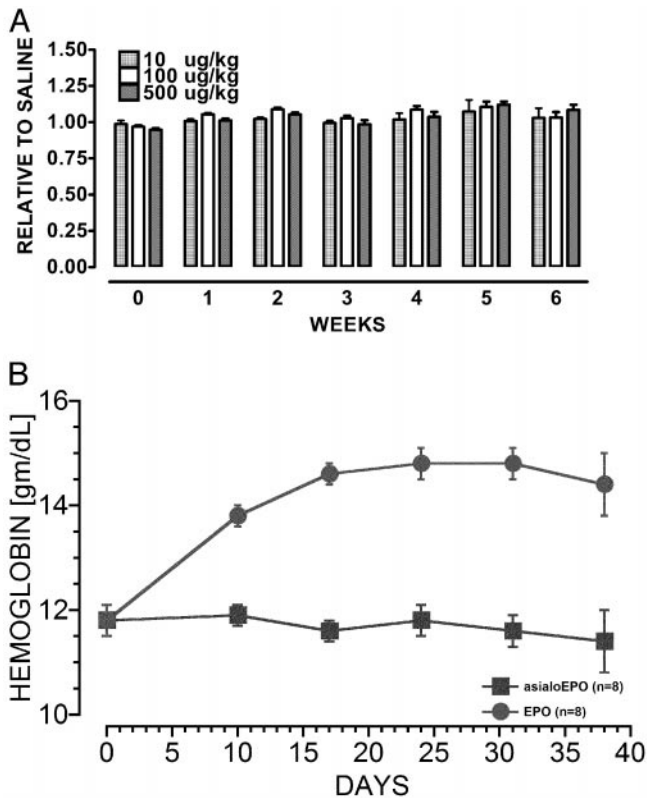 A
RELATIVE TO SALINE
1.50
1.25
1.00
0.75
0.50
0.25
0.00
10 ug/kg
100 ug/kg
500 ug/kg
0 1 2 3 4 5 6
WEEKS
B
HEMOGLOBIN [gm/dL]
16
14
12
10
asialoEPO (n=8)
EPO (n=8)
0 5 10 15 20 25 30 35 40
DAYS